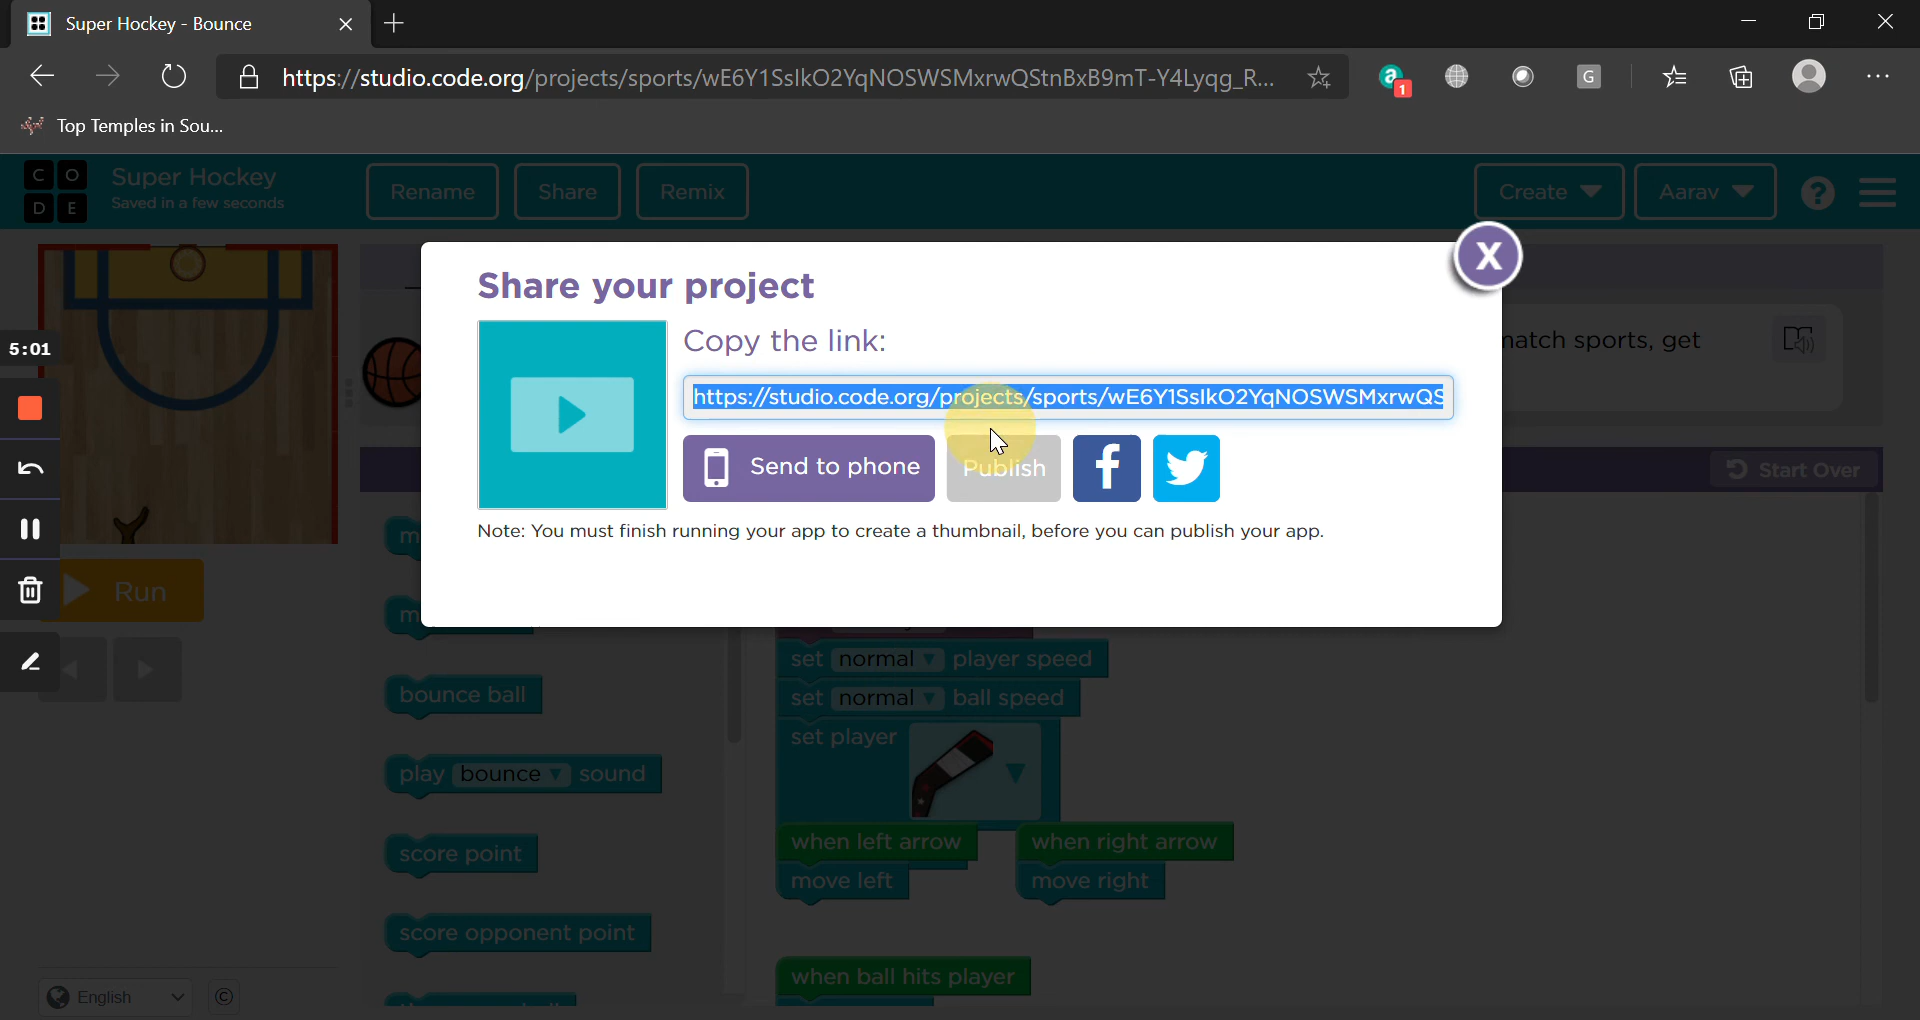 Super Hockey - Bounce
https://studio.code.org/projects/sports/wE6Y1SslkO2YqNOSWSMxrwQStnBxB9mT-Y4Lyqg_R...
a 1
G
Top Temples in Sou...
C O
D E
Super Hockey
Saved in a few seconds
Rename
Share
Remix
Create
Aarav
?
X
Share your project
Copy the link:
https://studio.code.org/projects/sports/wE6Y1SslkO2YqNOSWSMxrwQS
Send to phone
Publish
Note: You must finish running your app to create a thumbnail, before you can publish your app.
natch sports, get
5:01
Start Over
Run
m
m
bounce ball
play bounce sound
score point
score opponent point
set normal player speed
set normal ball speed
set player
when left arrow
move left
when right arrow
move right
when ball hits player
English
©